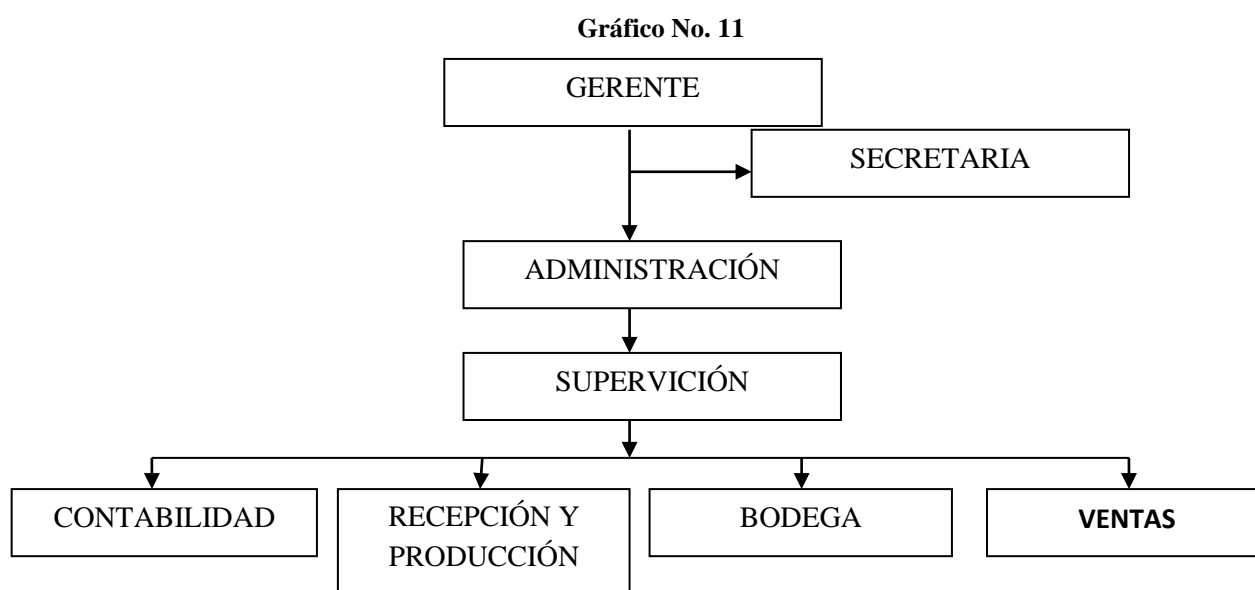 Gráfico No. 11
GERENTE
SECRETARIA
ADMINISTRACIÓN
SUPERVICIÓN
CONTABILIDAD
RECEPCIÓN Y
PRODUCCIÓN
BODEGA
VENTAS